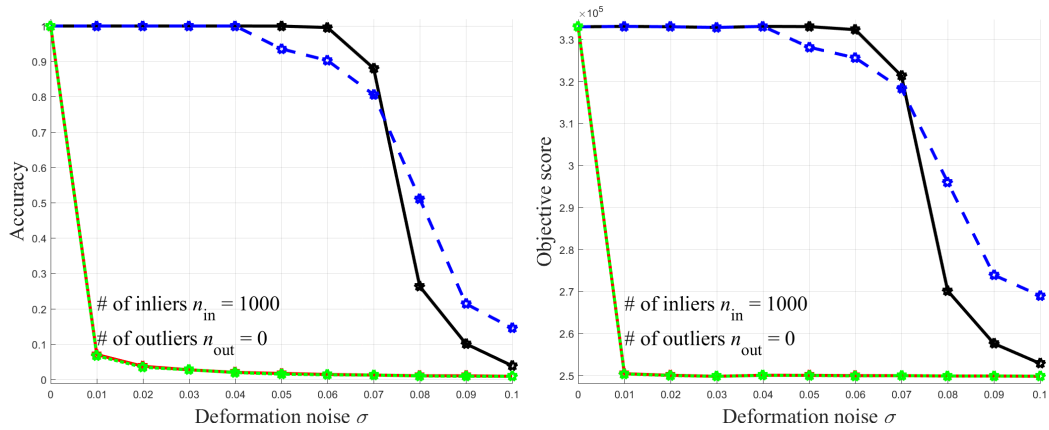 1
0.9
0.8
0.7
0.6
0.5
0.4
0.3
0.2
0.1
0
Accuracy
# of inliers n_in = 1000
# of outliers n_out = 0
0 0.01 0.02 0.03 0.04 0.05 0.06 0.07 0.08 0.09 0.1
Deformation noise σ
×10^5
3.3
3.2
3.1
3
2.9
2.8
2.7
2.6
2.5
Objective score
# of inliers n_in = 1000
# of outliers n_out = 0
0 0.01 0.02 0.03 0.04 0.05 0.06 0.07 0.08 0.09 0.1
Deformation noise σ